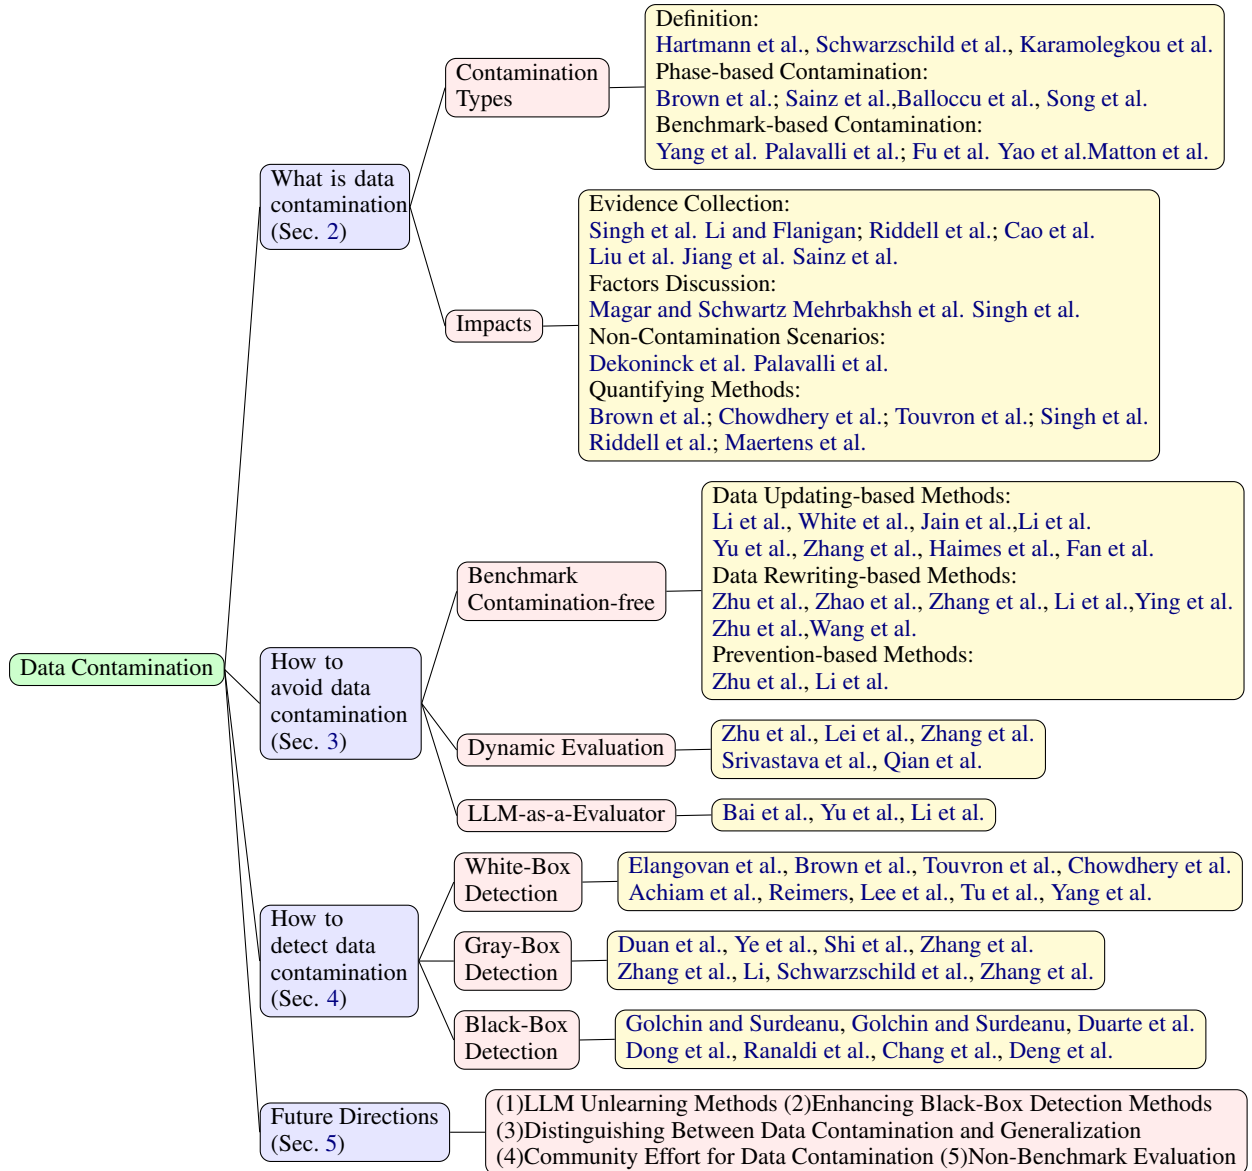 Data Contamination
What is data
contamination
(Sec. 2)
Contamination
Types
Definition:
Hartmann et al., Schwarzschild et al., Karamolegkou et al.
Phase-based Contamination:
Brown et al.; Sainz et al.,Balloccu et al., Song et al.
Benchmark-based Contamination:
Yang et al. Palavalli et al.; Fu et al. Yao et al.Matton et al.
Impacts
Evidence Collection:
Singh et al. Li and Flanigan; Riddell et al.; Cao et al.
Liu et al. Jiang et al. Sainz et al.
Factors Discussion:
Magar and Schwartz Mehrbakhsh et al. Singh et al.
Non-Contamination Scenarios:
Dekoninck et al. Palavalli et al.
Quantifying Methods:
Brown et al.; Chowdhery et al.; Touvron et al.; Singh et al.
Riddell et al.; Maertens et al.
How to
avoid data
contamination
(Sec. 3)
Benchmark
Contamination-free
Data Updating-based Methods:
Li et al., White et al., Jain et al.,Li et al.
Yu et al., Zhang et al., Haimes et al., Fan et al.
Data Rewriting-based Methods:
Zhu et al., Zhao et al., Zhang et al., Li et al.,Ying et al.
Zhu et al.,Wang et al.
Prevention-based Methods:
Zhu et al., Li et al.
Dynamic Evaluation
Zhu et al., Lei et al., Zhang et al.
Srivastava et al., Qian et al.
LLM-as-a-Evaluator
Bai et al., Yu et al., Li et al.
How to
detect data
contamination
(Sec. 4)
White-Box
Detection
Elangovan et al., Brown et al., Touvron et al., Chowdhery et al.
Achiam et al., Reimers, Lee et al., Tu et al., Yang et al.
Gray-Box
Detection
Duan et al., Ye et al., Shi et al., Zhang et al.
Zhang et al., Li, Schwarzschild et al., Zhang et al.
Black-Box
Detection
Golchin and Surdeanu, Golchin and Surdeanu, Duarte et al.
Dong et al., Ranaldi et al., Chang et al., Deng et al.
Future Directions
(Sec. 5)
(1)LLM Unlearning Methods (2)Enhancing Black-Box Detection Methods
(3)Distinguishing Between Data Contamination and Generalization
(4)Community Effort for Data Contamination (5)Non-Benchmark Evaluation